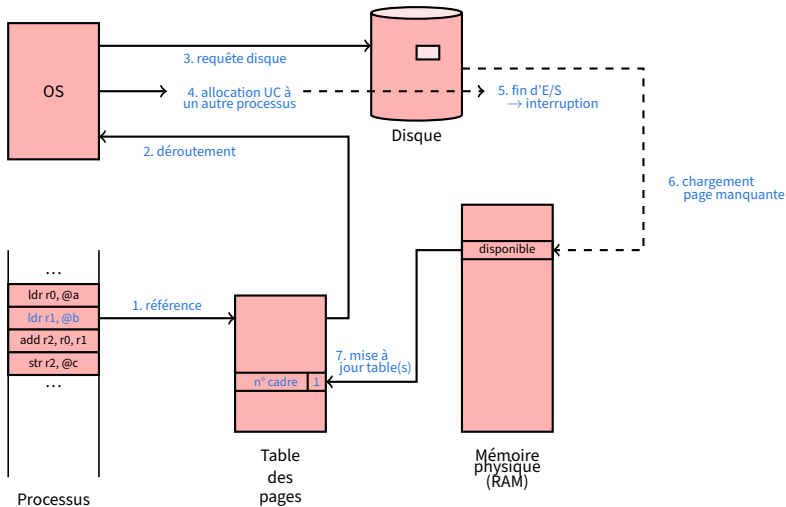 OS
3. requête disque
4. allocation UC à
un autre processus
5. fin d'E/S
→ interruption
Disque
2. déroutement
6. chargement
page manquante
disponible
...
ldr r0, @a
ldr r1, @b
add r2, r0, r1
str r2, @c
...
1. référence
7. mise à
jour table(s)
n° cadre
1
Processus
Table
des
pages
Mémoire
physique
(RAM)